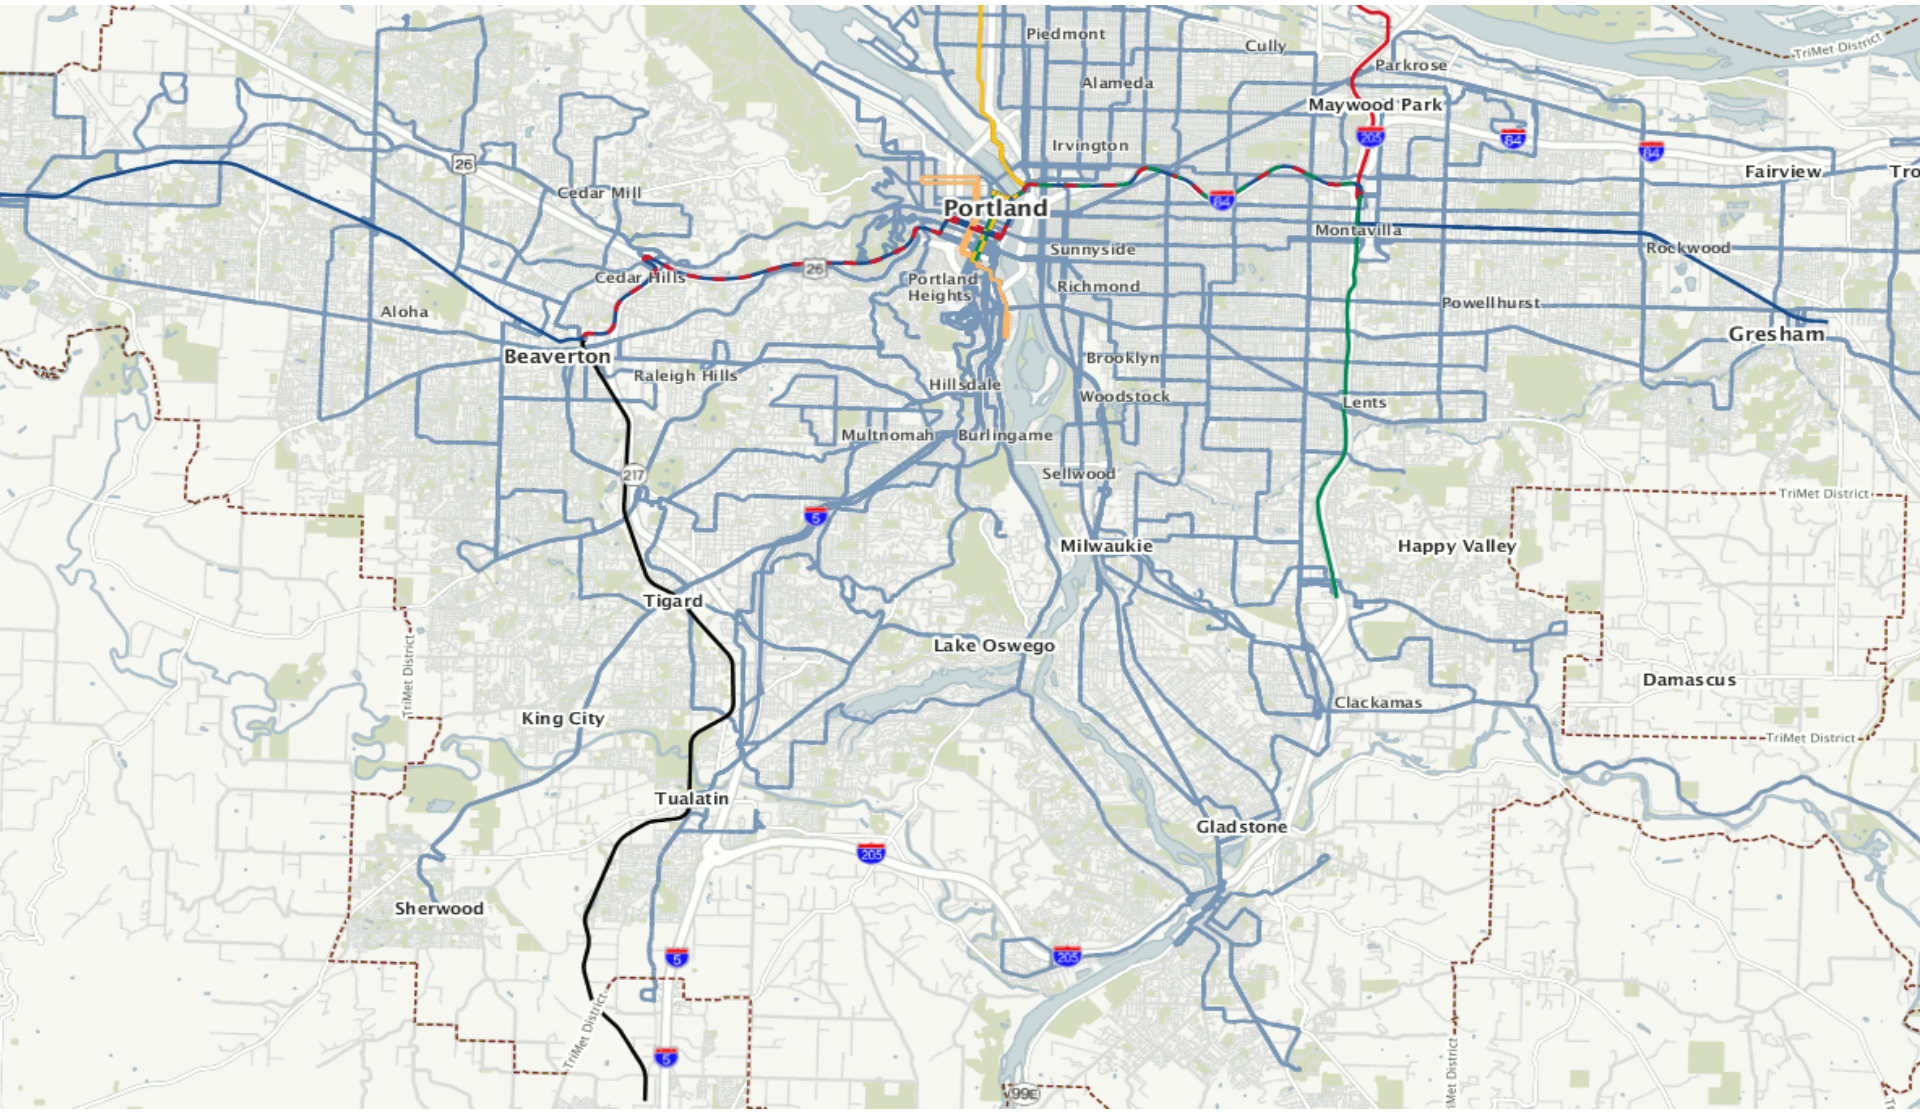 Piedmont
Cully
TriMet District
Parkrose
Alameda
Maywood Park
205
84
84
Irvington
26
Fairview
Tro
Cedar Mill
84
Portland
Montavilla
Sunnyside
Rockwood
26
Cedar Hills
Portland
Heights
Richmond
Powellhurst
Aloha
Gresham
Beaverton
Brooklyn
Raleigh Hills
Hillsdale
Woodstock
Lents
Multnomah
Burlingame
217
Sellwood
TriMet District
5
Milwaukie
Happy Valley
Tigard
Lake Oswego
TriMet District
Damascus
King City
Clackamas
TriMet District
Tualatin
Gladstone
205
Sherwood
5
205
TriMet District
5
TriMet District
99E